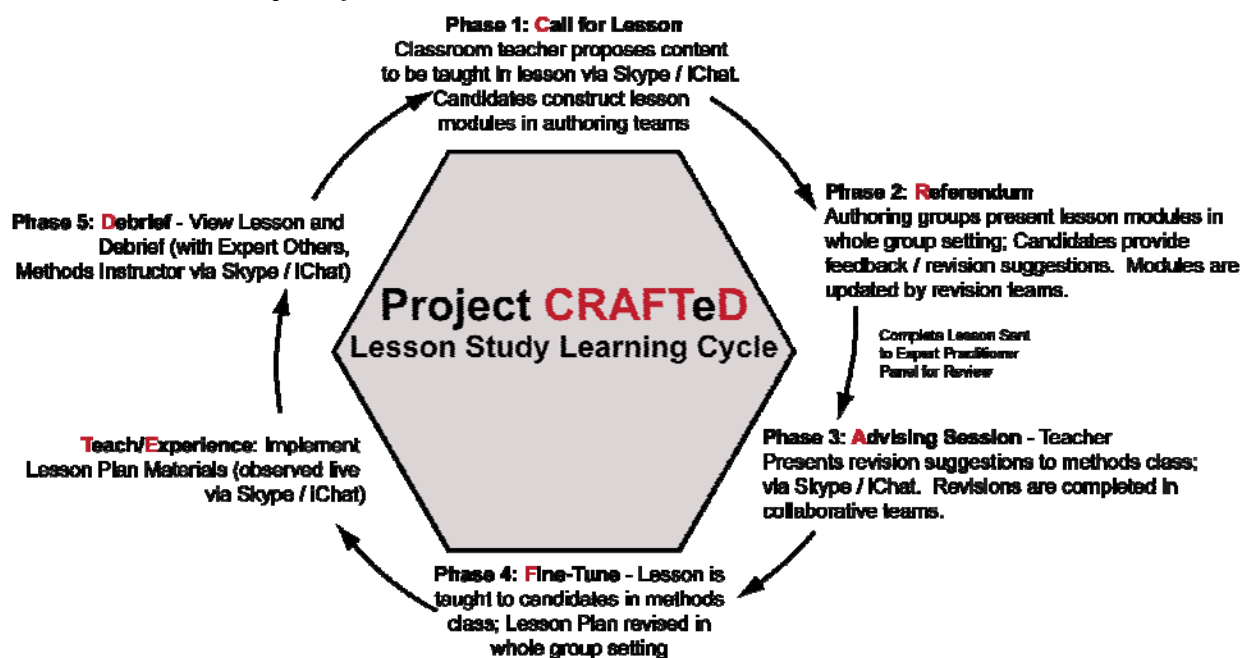 Phase 1: Call for Lesson
Classroom teacher proposes content
to be taught in lesson via Skype / iChat.
Candidates construct lesson
modules in authoring teams
Phase 2: Referendum
Authoring groups present lesson modules in
whole group setting; Candidates provide
feedback / revision suggestions. Modules are
updated by revision teams.
Complete Lesson Sent
to Expert Practitioner
Panel for Review
Phase 3: Advising Session - Teacher
Presents revision suggestions to methods class;
via Skype / iChat. Revisions are completed in
collaborative teams.
Phase 4: Fine-Tune - Lesson is
taught to candidates in methods
class; Lesson Plan revised in
whole group setting
Teach/Experience: Implement
Lesson Plan Materials (observed live
via Skype / iChat)
Phase 5: Debrief - View Lesson and
Debrief (with Expert Others,
Methods Instructor via Skype / iChat)
Project CRAFTeD
Lesson Study Learning Cycle